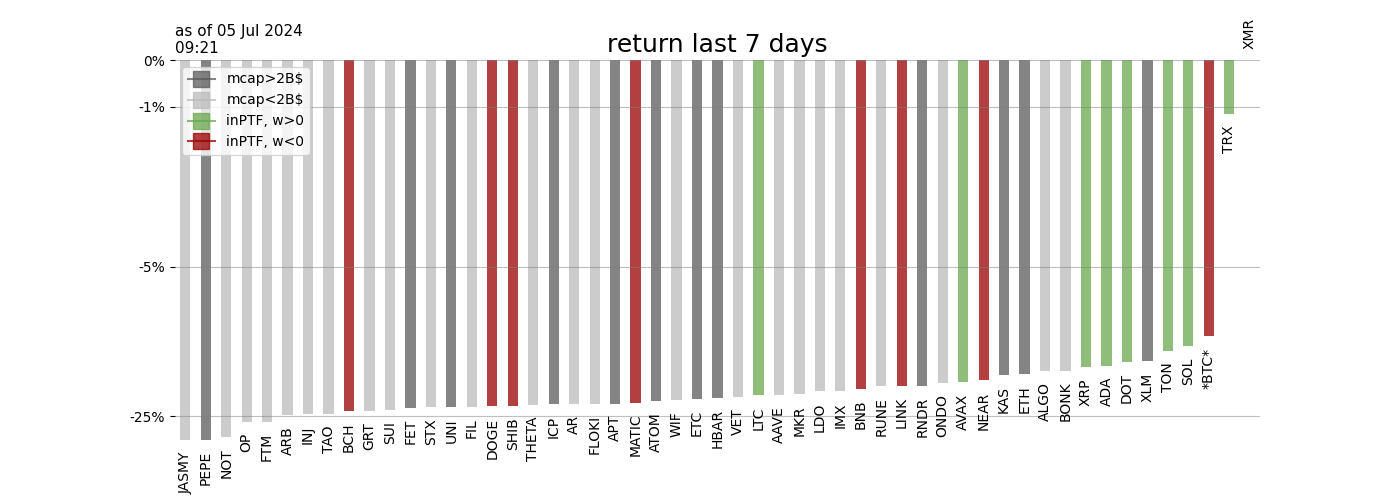 as of 05 Jul 2024
09:21
return last 7 days
XMR
0%
-1%
-5%
-25%
mcap>2B$
mcap<2B$
inPTF, w>0
inPTF, w<0
JASMY
PEPE
NOT
OP
FTM
ARB
INJ
TAO
BCH
GRT
SUI
FET
STX
UNI
FIL
DOGE
SHIB
THETA
ICP
AR
FLOKI
APT
MATIC
ATOM
WIF
ETC
HBAR
VET
LTC
AAVE
MKR
LDO
IMX
BNB
RUNE
LINK
RNDR
ONDO
AVAX
NEAR
KAS
ETH
ALGO
BONK
XRP
ADA
DOT
XLM
TON
SOL
*BTC*
TRX